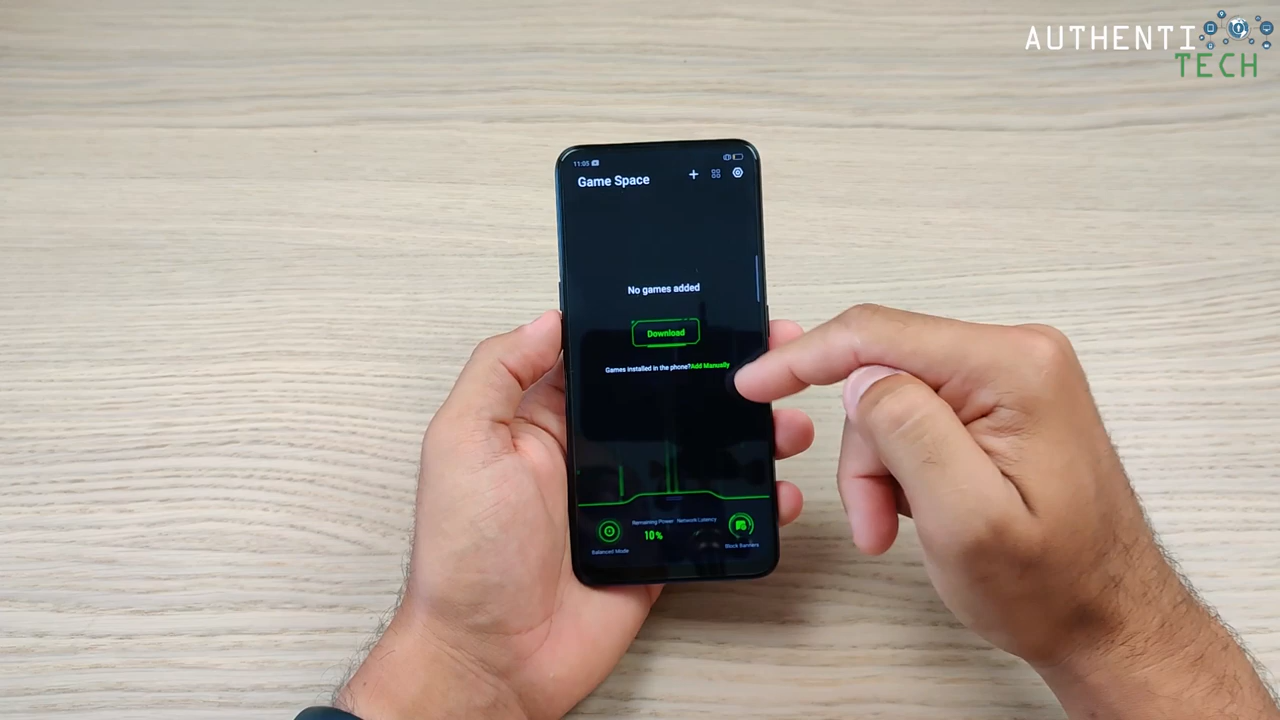 AUTHENTI
TECH
11:05
Game Space
No games added
Download
Games installed in the phone?Add Manually
Remaining Power Network Latency
10%
Balanced Mode
Block Banners